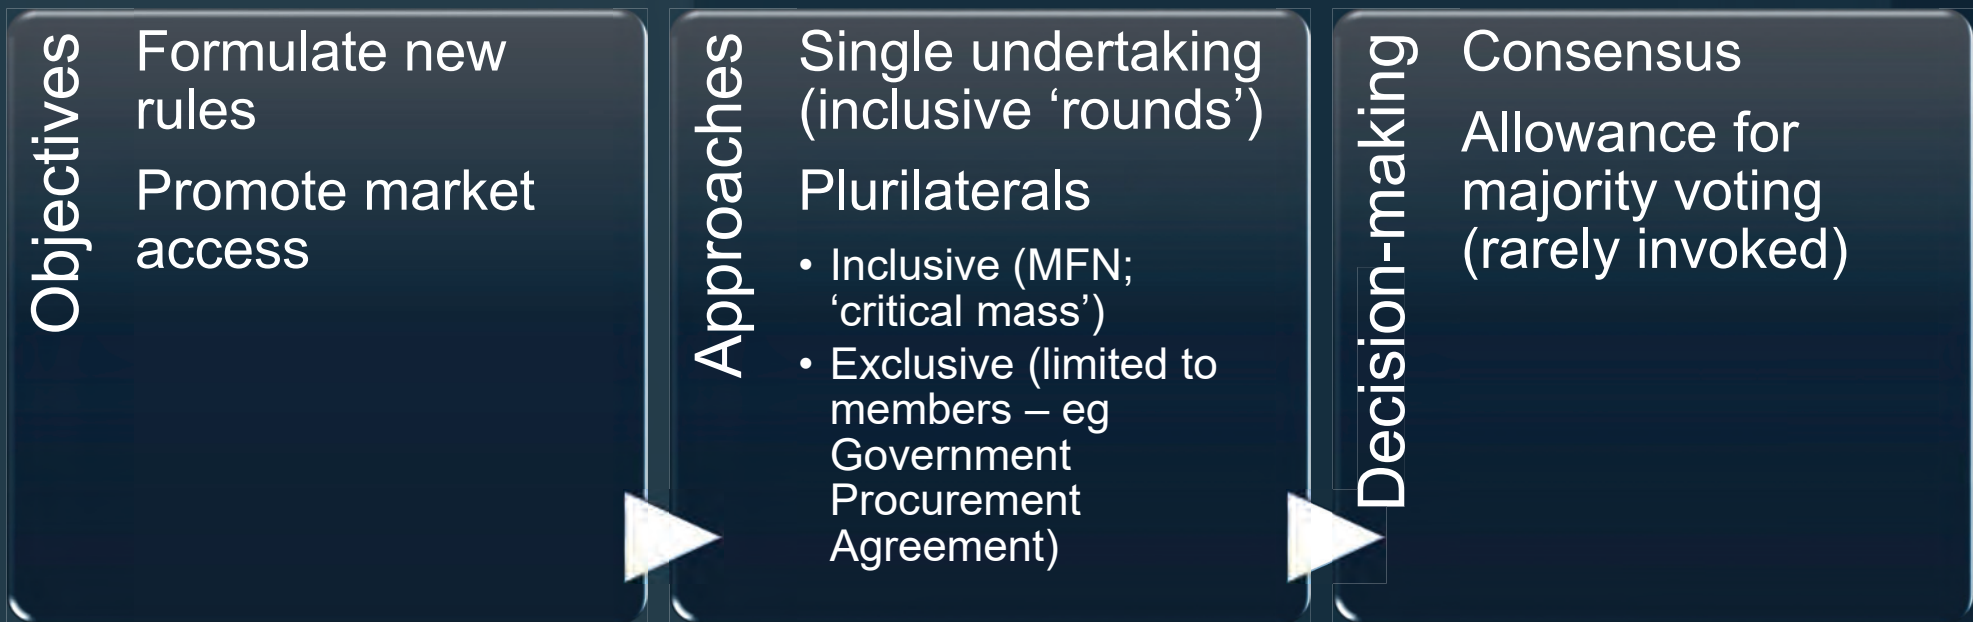 Objectives
Formulate new
rules
Promote market
access
Approaches
Single undertaking
(inclusive ‘rounds’)
Plurilaterals
• Inclusive (MFN;
‘critical mass’)
• Exclusive (limited to
members – eg
Government
Procurement
Agreement)
Decision-making
Consensus
Allowance for
majority voting
(rarely invoked)